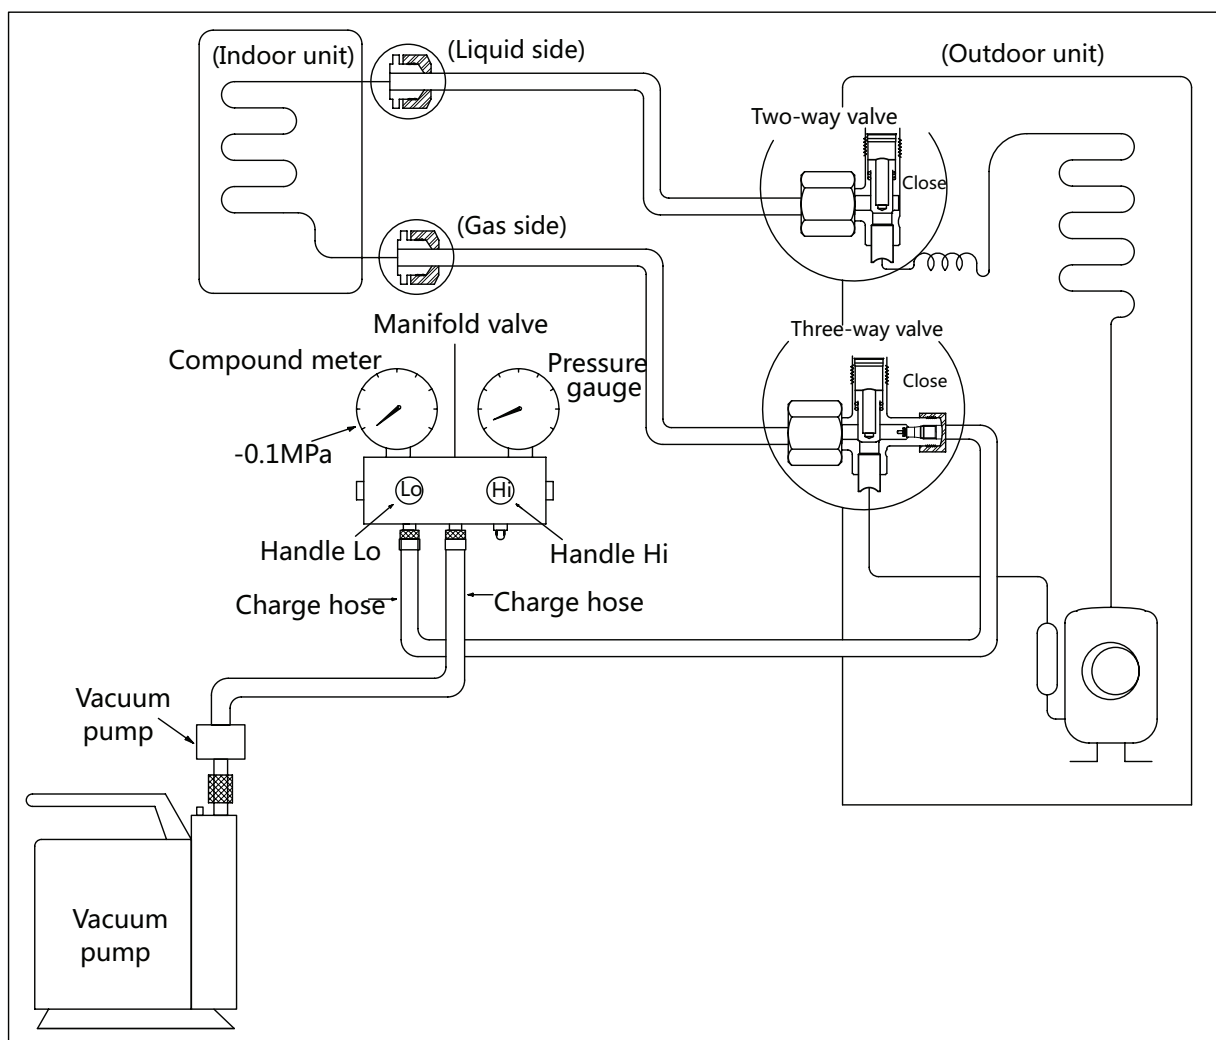 (Indoor unit)
(Liquid side)
(Outdoor unit)
Two-way valve
Close
(Gas side)
Manifold valve
Three-way valve
Compound meter
Pressure
gauge
Close
-0.1MPa
Lo
Hi
Handle Lo
Handle Hi
Charge hose
Charge hose
Vacuum
pump
Vacuum
pump